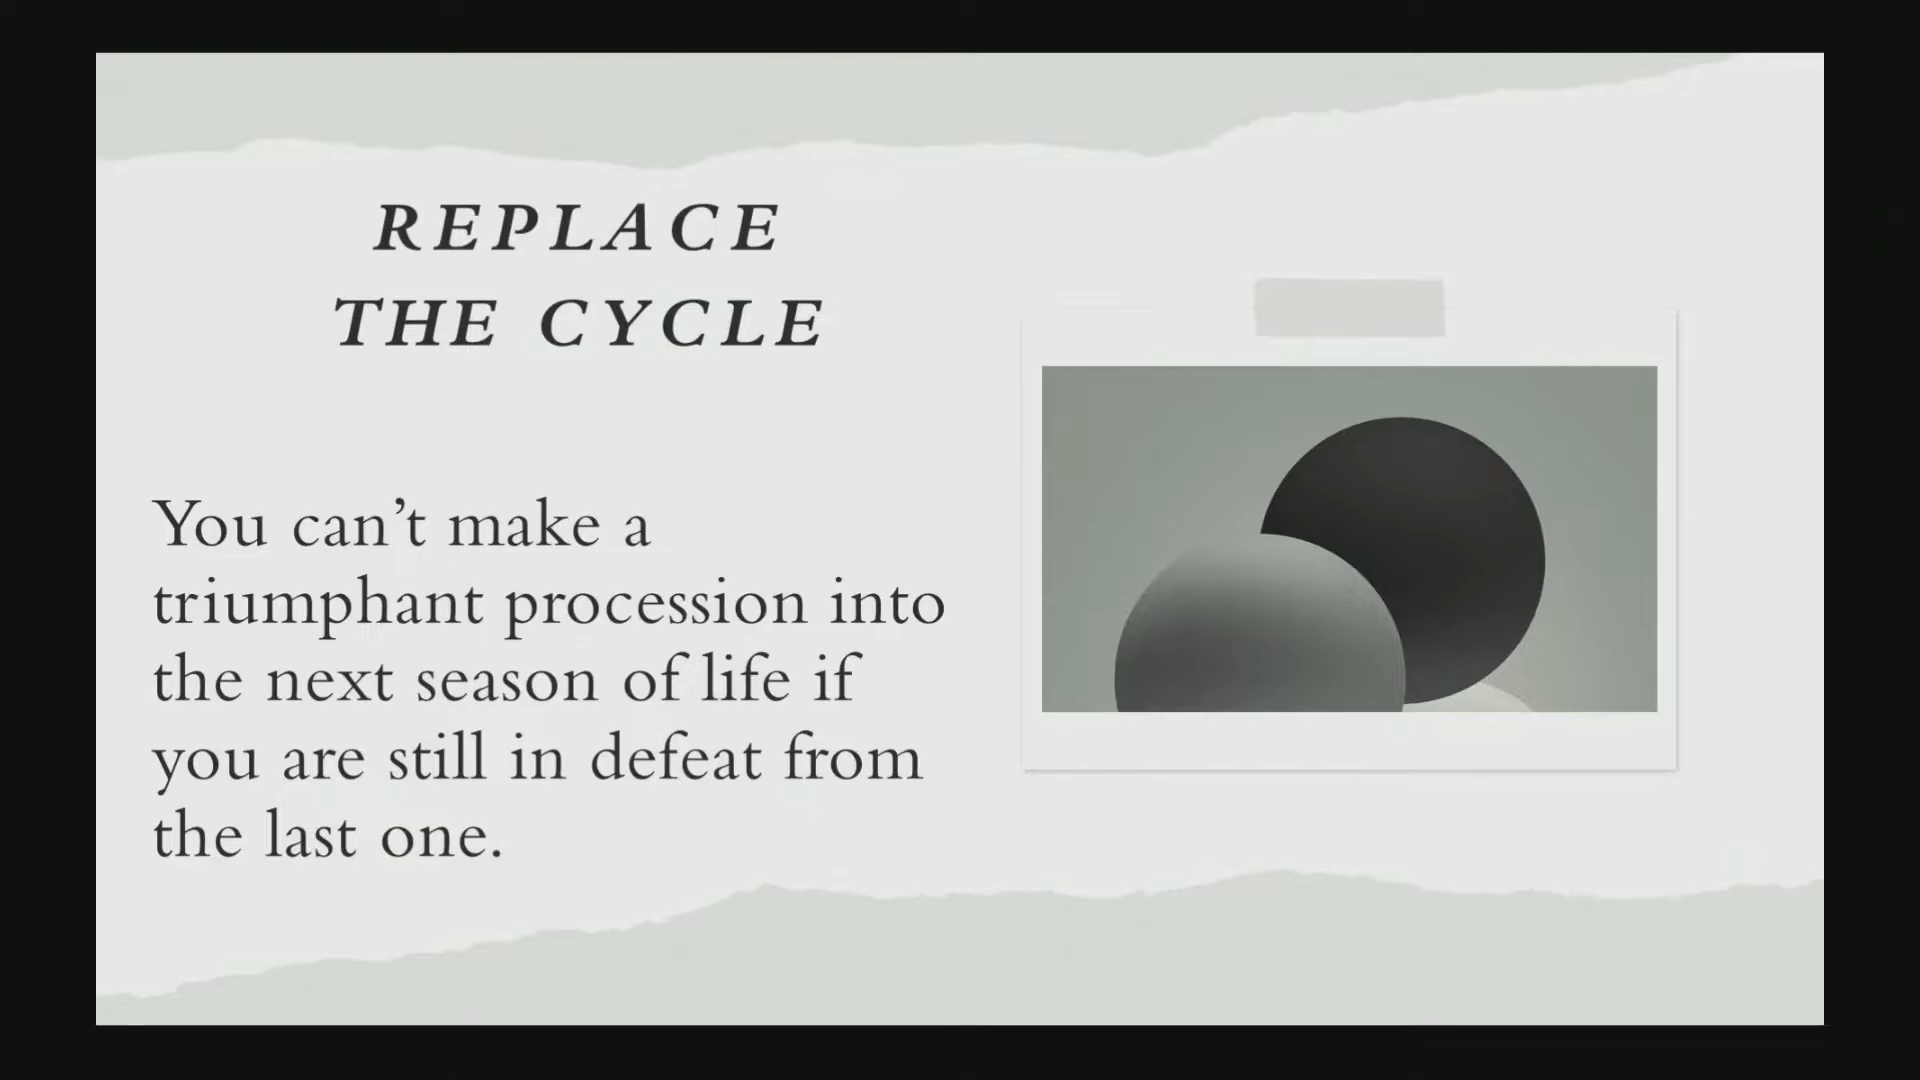 REPLACE
THE CYCLE
You can’t make a
triumphant procession into
the next season of life if
you are still in defeat from
the last one.